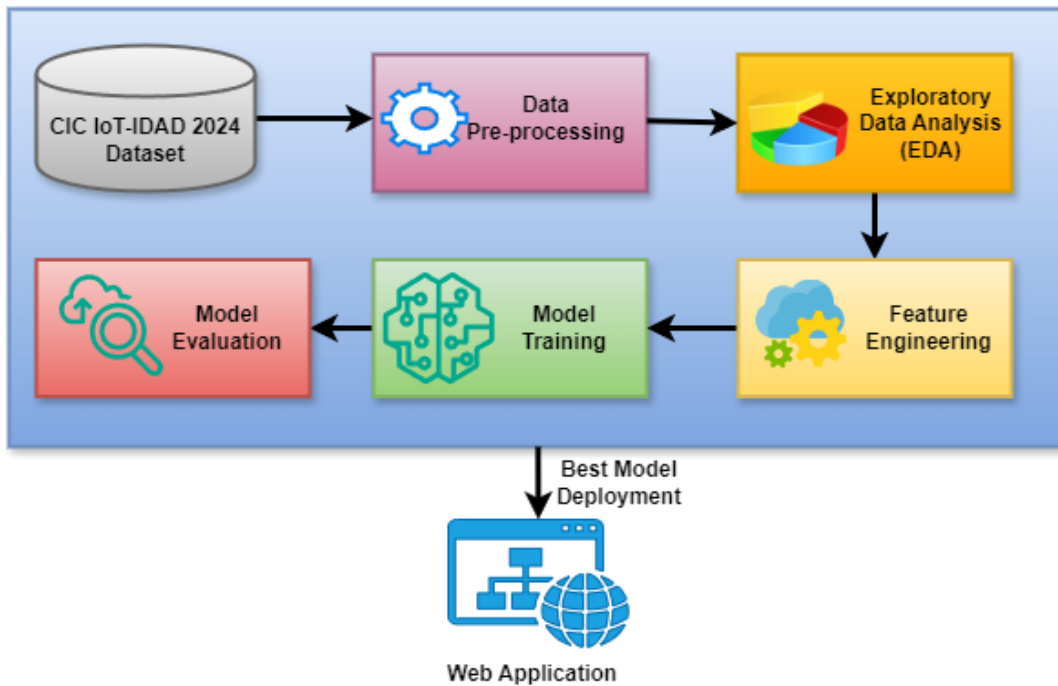 CIC IoT-IDAD 2024
Dataset
Data
Pre-processing
Exploratory
Data Analysis
(EDA)
Model
Evaluation
Model
Training
Feature
Engineering
Best Model
Deployment
Web Application